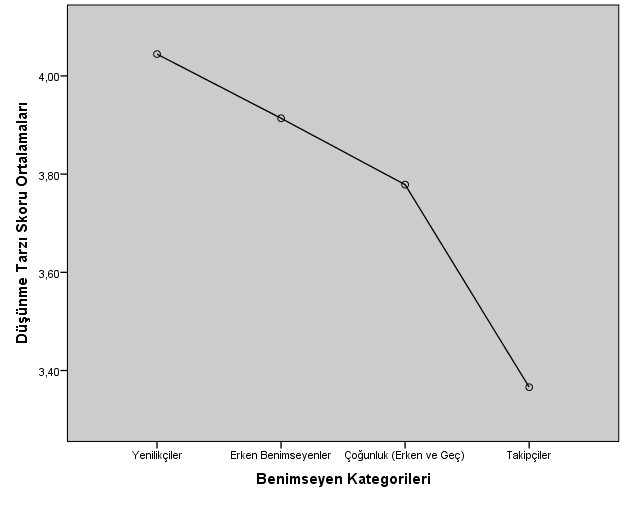 Düşünme Tarzı Skoru Ortalamaları
4,00
3,80
3,60
3,40
Yenilikçiler
Erken Benimseyenler
Çoğunluk (Erken ve Geç)
Takipçiler
Benimseyen Kategorileri